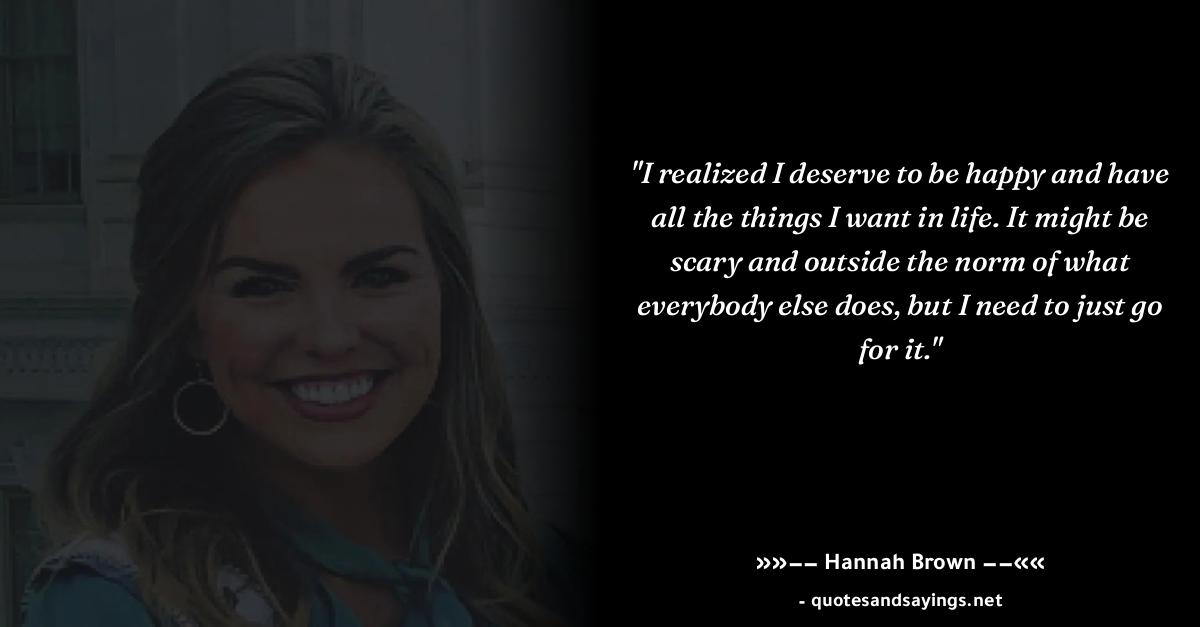 "I realized I deserve to be happy and have
all the things I want in life. It might be
scary and outside the norm of what
everybody else does, but I need to just go
for it."
»»−− Hannah Brown −−««
- quotesandsayings.net